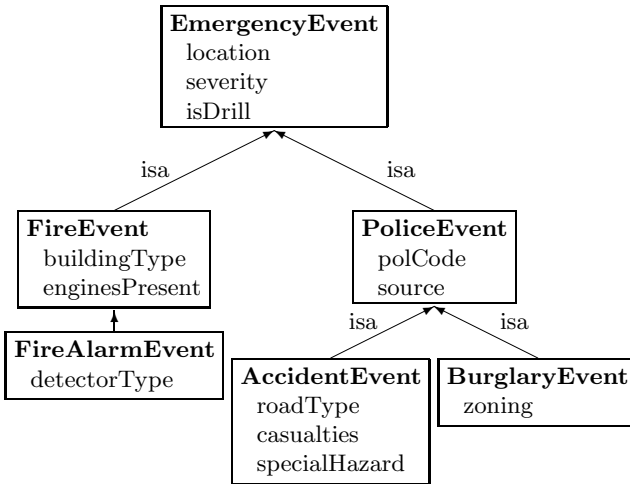 EmergencyEvent
location
severity
isDrill
isa
isa
FireEvent
buildingType
enginesPresent
PoliceEvent
polCode
source
isa
isa
FireAlarmEvent
detectorType
AccidentEvent
roadType
casualties
specialHazard
BurglaryEvent
zoning